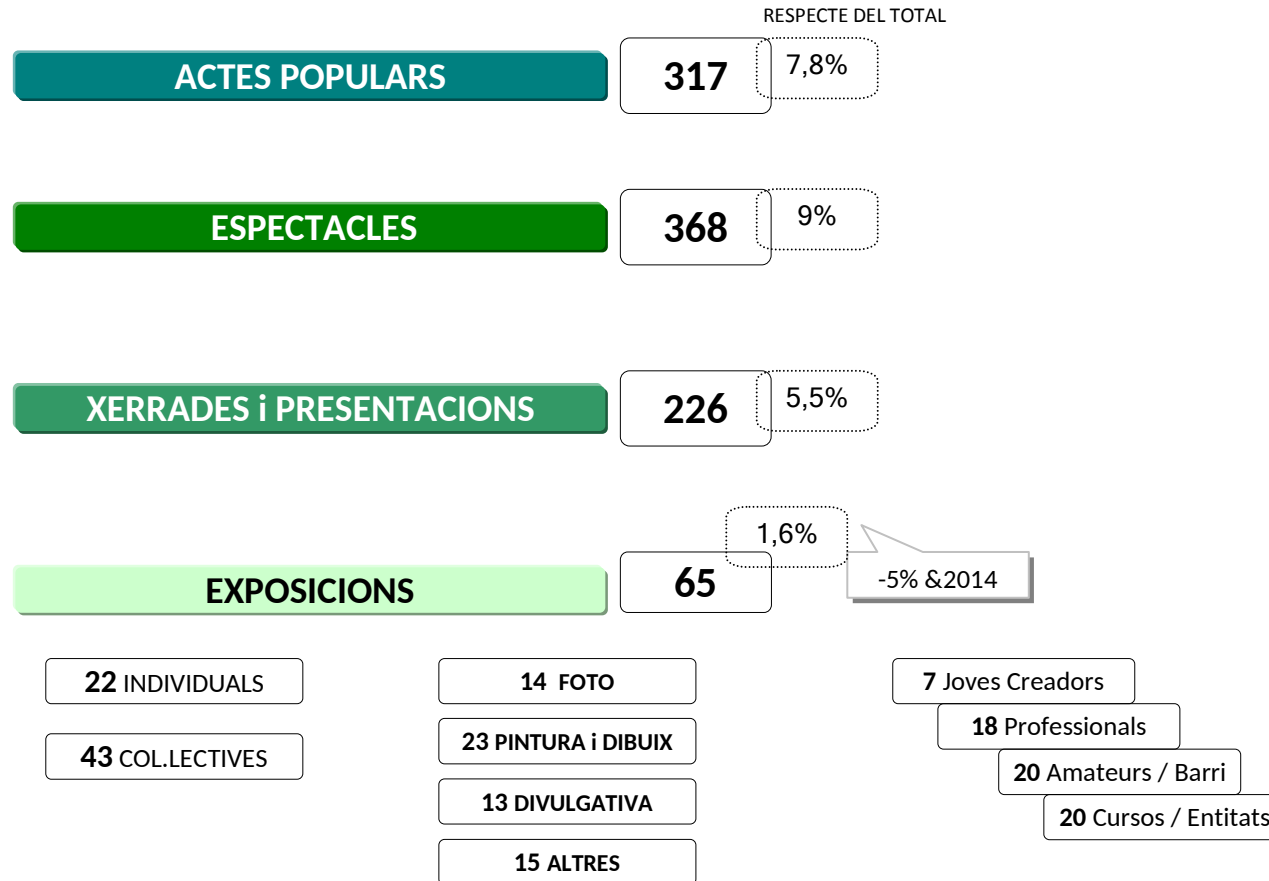 RESPECTE DEL TOTAL
ACTES POPULARS
317
7,8%
ESPECTACLES
368
9%
XERRADES i PRESENTACIONS
226
5,5%
1,6%
EXPOSICIONS
65
-5% &2014
22 INDIVIDUALS
43 COL.LECTIVES
14 FOTO
23 PINTURA i DIBUIX
13 DIVULGATIVA
15 ALTRES
7 Joves Creadors
18 Professionals
20 Amateurs / Barri
20 Cursos / Entitats